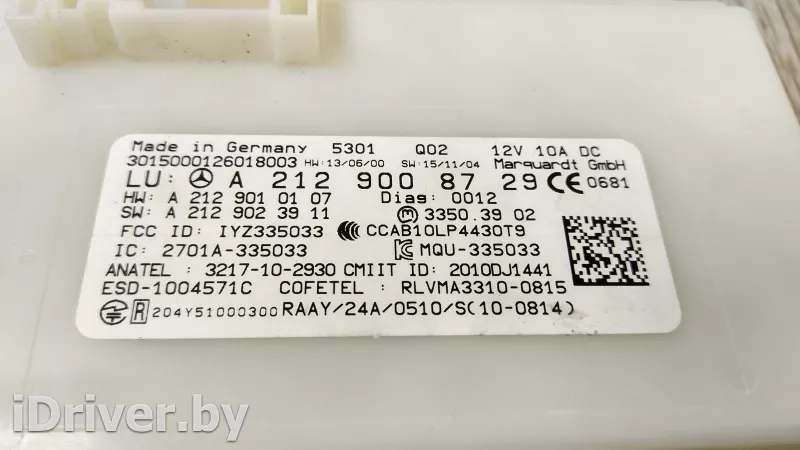 Made in Germany 5301 Q02 12V 10A DC
3015000126018003 HW:13/06/00 SW:15/11/04 Marquardt GmbH
LU: A 212 900 87 29 CE 0681
HW: A 212 901 01 07 Diag: 0012
SW: A 212 902 39 11 M 3350.39 02
FCC ID: IYZ335033 CCAB10LP4430T9
IC: 2701A-335033 MQU-335033
ANATEL: 3217-10-2930 CMIIT ID: 2010DJ1441
ESD-1004571C COFETEL: RLVMA3310-0815
R 204Y51000300 RAAY/24A/0510/S(10-0814)
iDriver.by